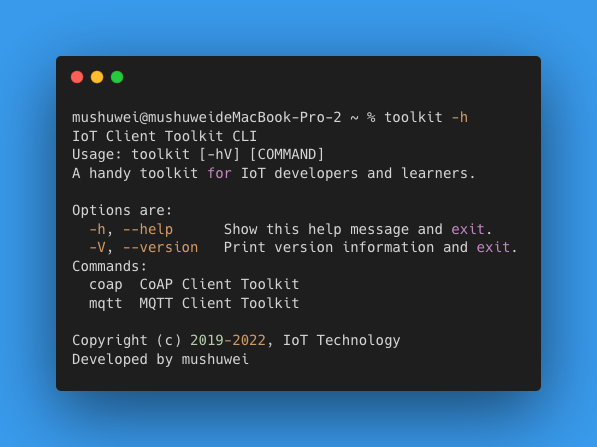 mushuwei@mushuweideMacBook-Pro-2 ~ % toolkit -h
IoT Client Toolkit CLI
Usage: toolkit [-hV] [COMMAND]
A handy toolkit for IoT developers and learners.

Options are:
  -h, --help      Show this help message and exit.
  -V, --version   Print version information and exit.
Commands:
  coap  CoAP Client Toolkit
  mqtt  MQTT Client Toolkit

Copyright (c) 2019-2022, IoT Technology
Developed by mushuwei